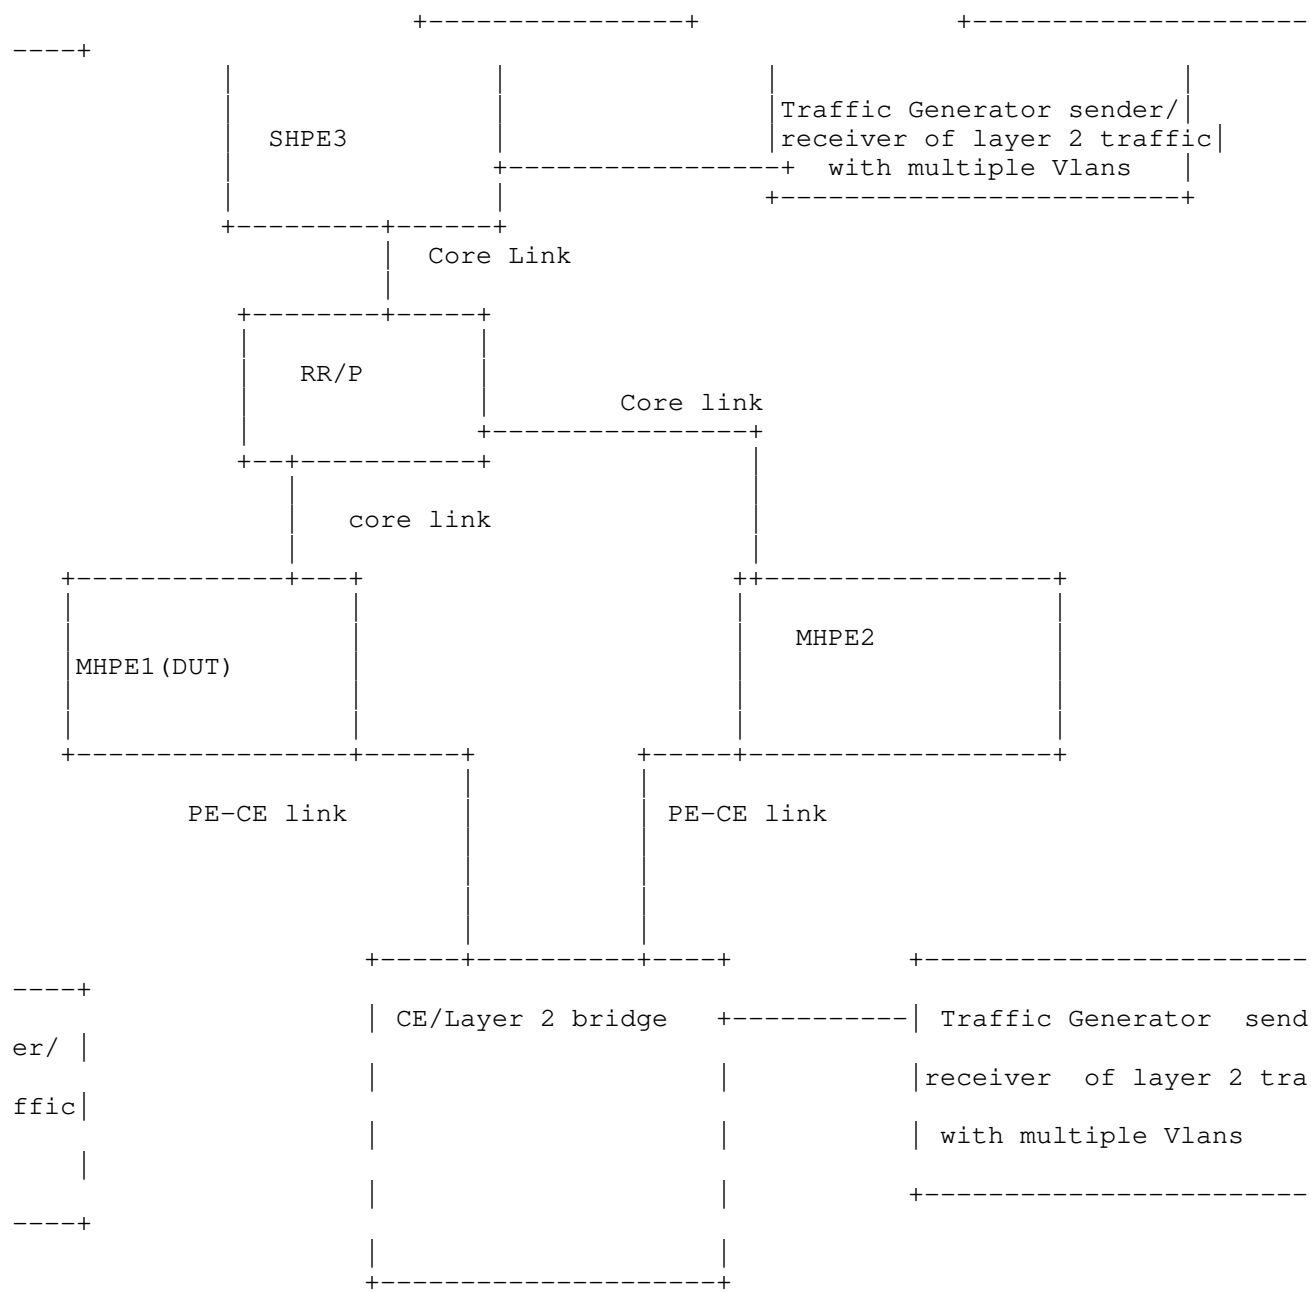 Traffic Generator sender/
SHPE3 receiver of layer 2 traffic
with multiple Vlans
Core Link
RR/P
Core link
core link
MHPE2
MHPE1(DUT)
PE-CE link PE-CE link
CE/Layer 2 bridge Traffic Generator send
er/
receiver of layer 2 tra
ffic
with multiple Vlans